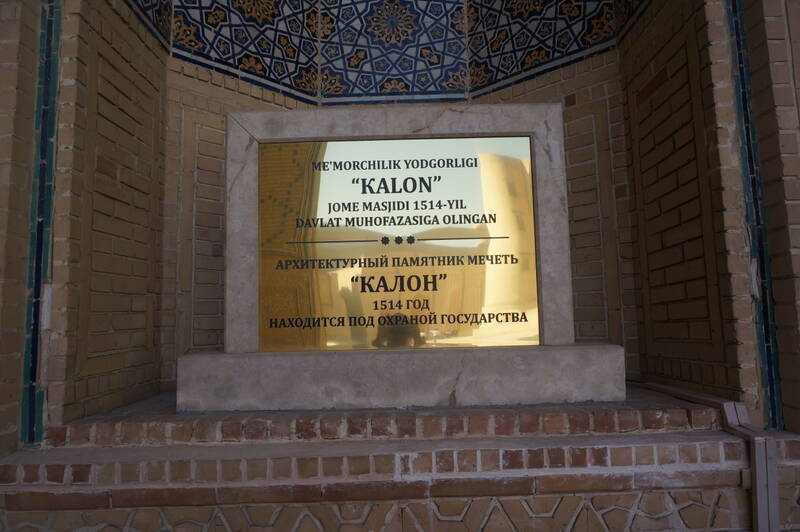 ME'MORCHILIK YODGORLIGI
“KALON”
JOME MASJIDI 1514-YIL
DAVLAT MUHOFAZASIGA OLINGAN
АРХИТЕКТУРНЫЙ ПАМЯТНИК МЕЧЕТЬ
“КАЛОН”
1514 ГОД
НАХОДИТСЯ ПОД ОХРАНОЙ ГОСУДАРСТВА